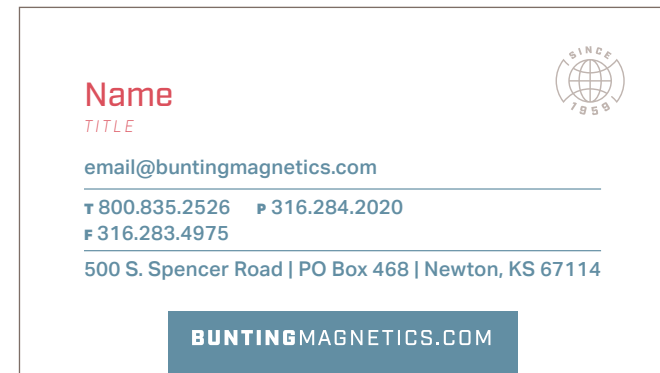 SINCE
1959
Name
TITLE
email@buntingmagnetics.com
T 800.835.2526 P 316.284.2020
F 316.283.4975
500 S. Spencer Road | PO Box 468 | Newton, KS 67114
BUNTINGMAGNETICS.COM